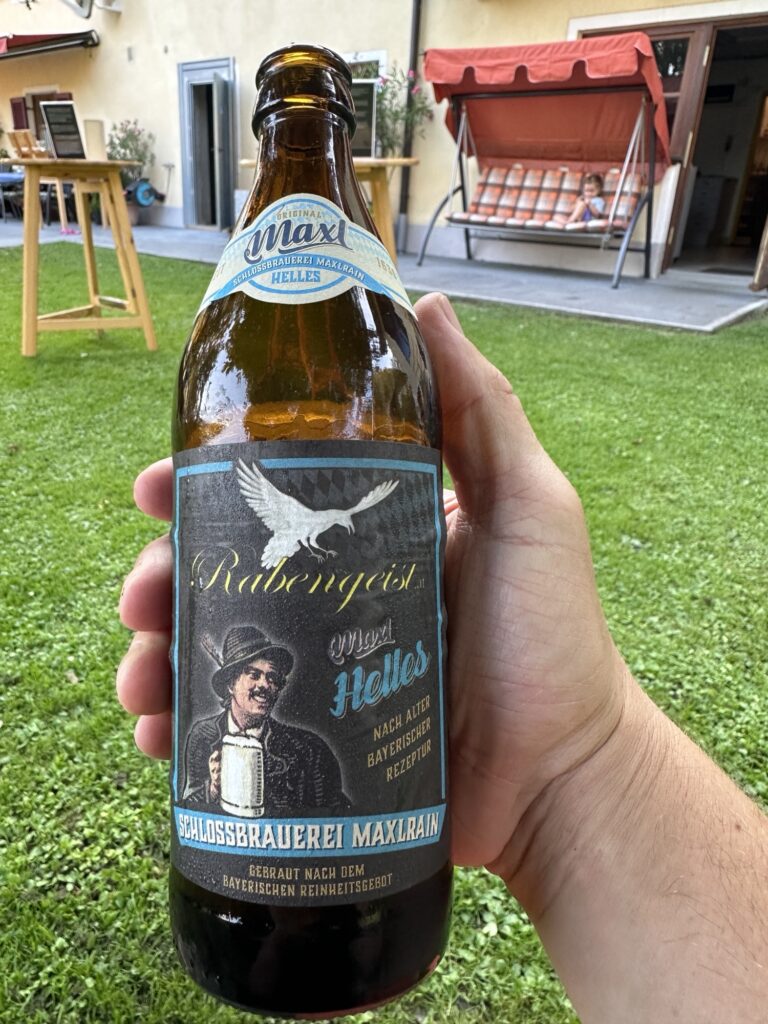 ORIGINAL
Maxl
SCHLOSSBRAUEREI MAXLRAIN
HELLES
Rabengeist.at
Maxl
Helles
NACH ALTER
BAYERISCHER
REZEPTUR
SCHLOSSBRAUEREI MAXLRAIN
GEBRAUT NACH DEM
BAYERISCHEN REINHEITSGEBOT